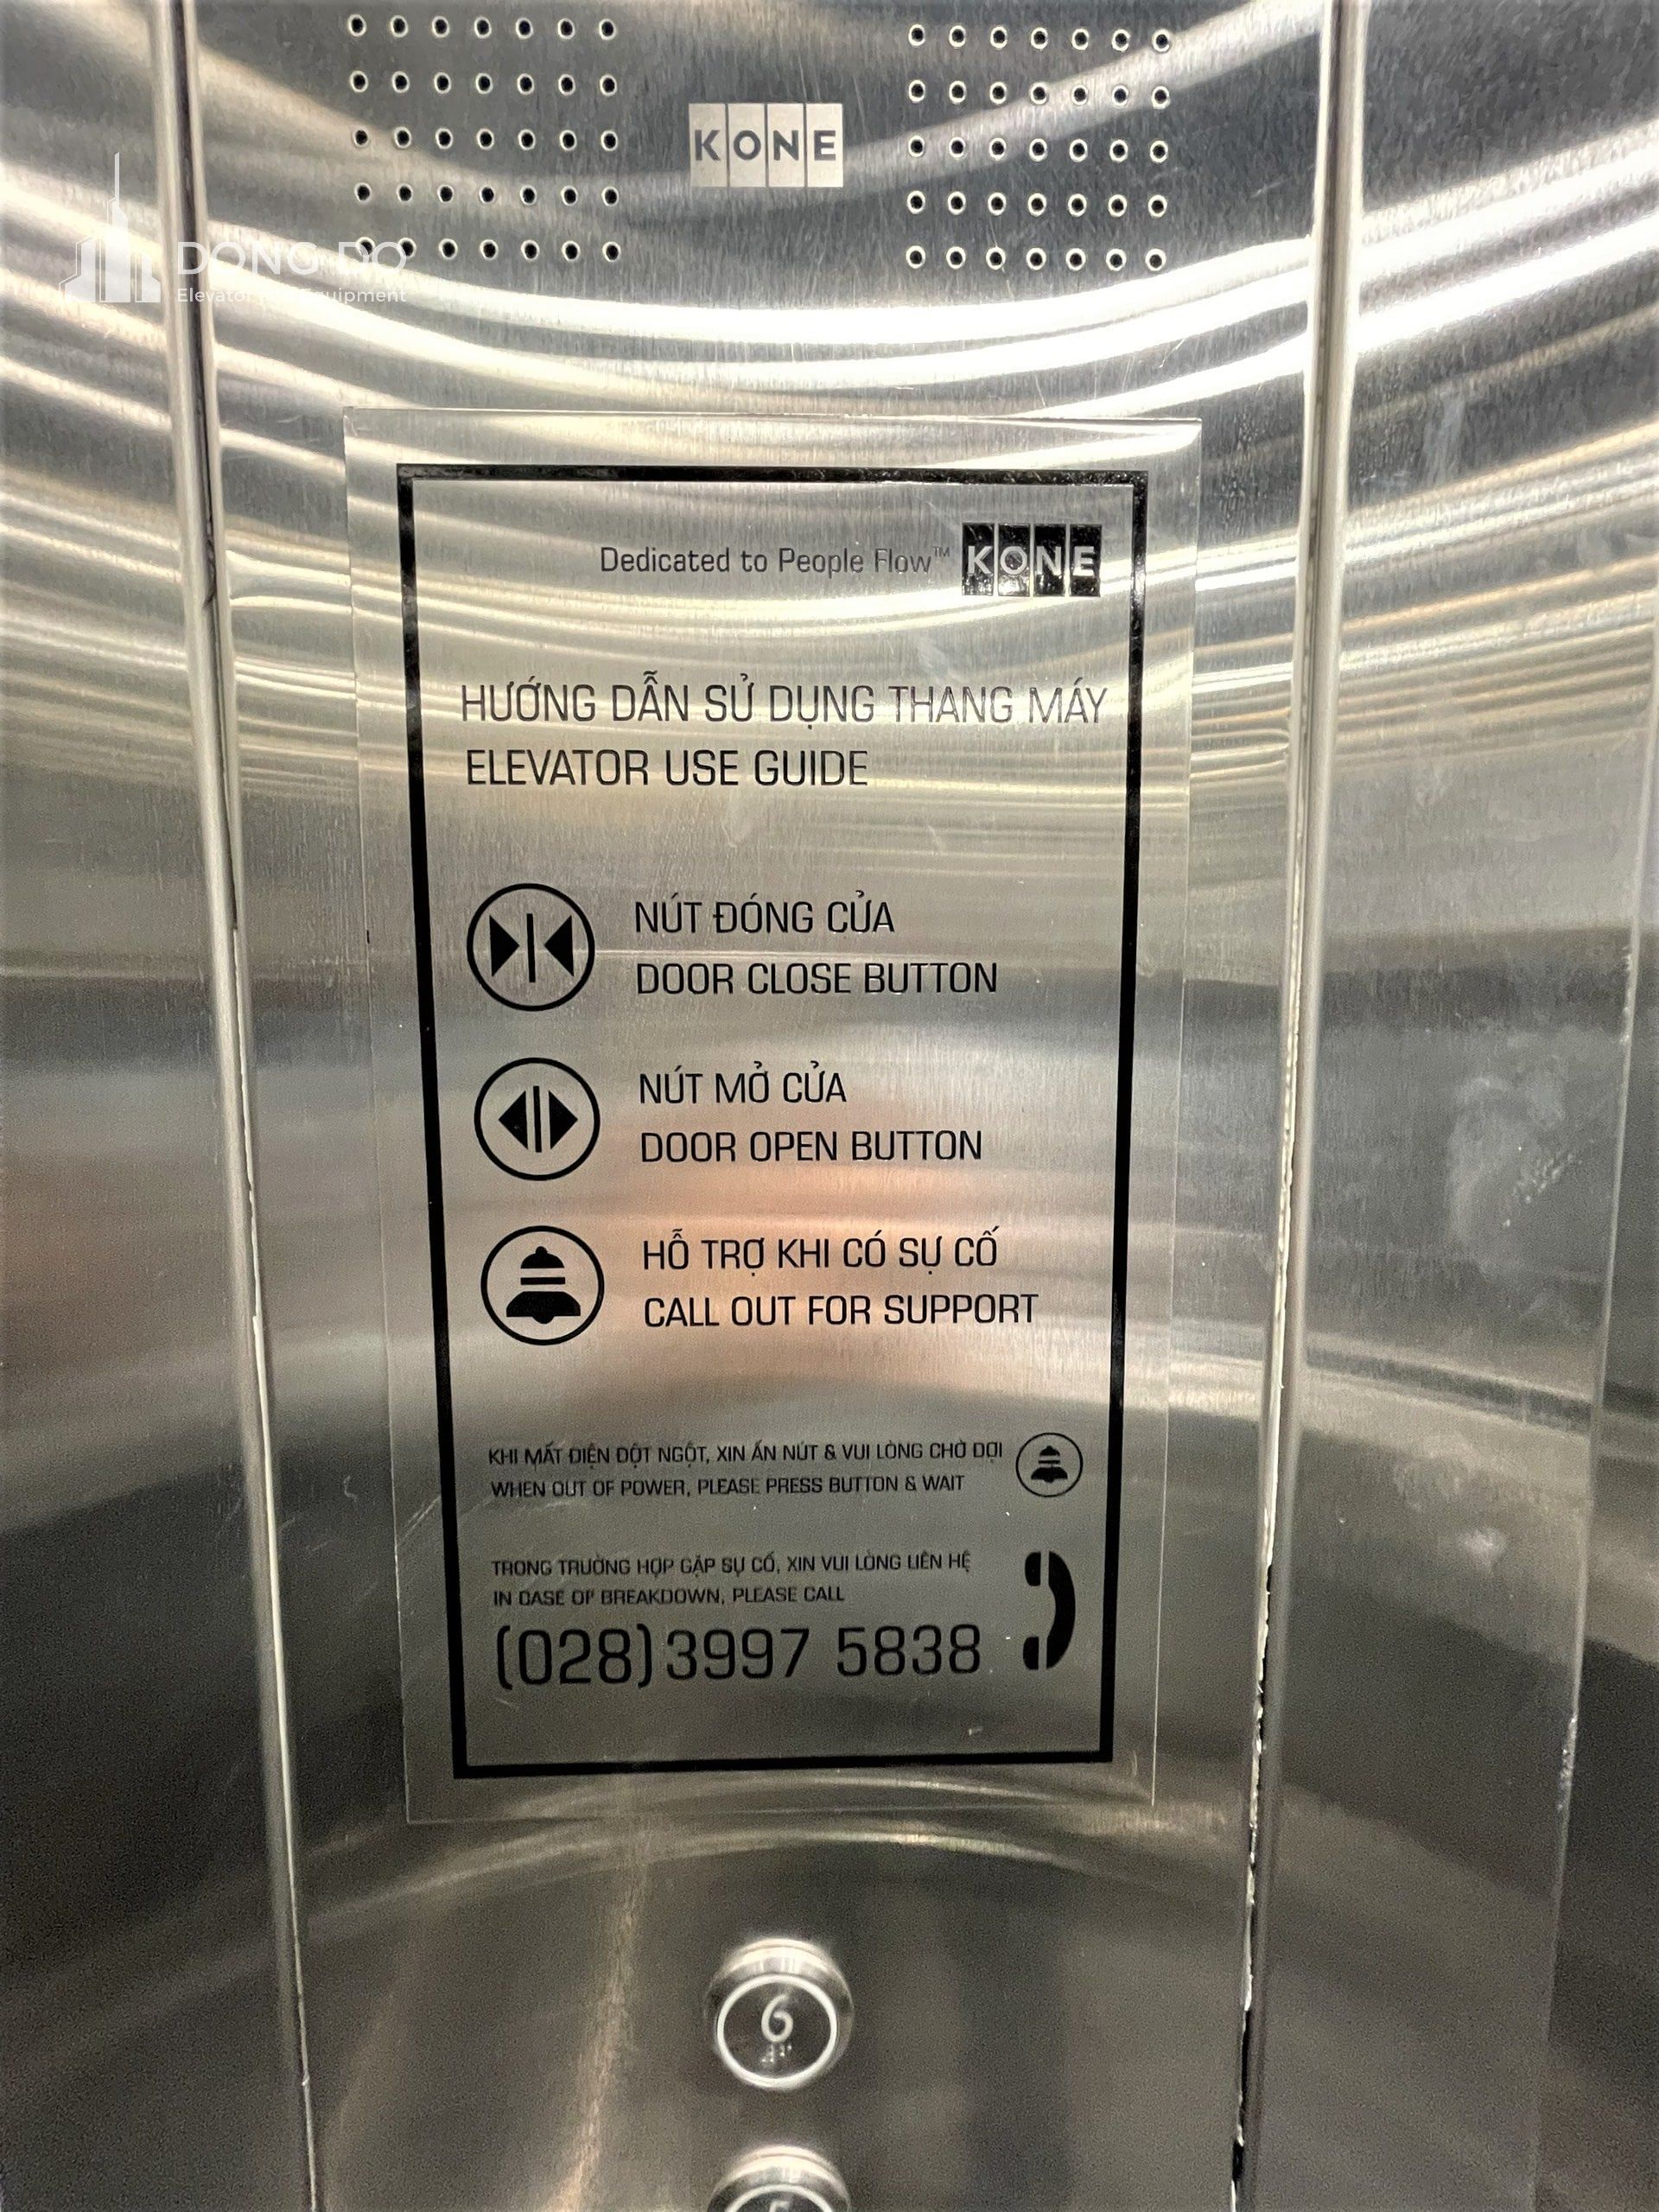 KONE
DONG DO
Elevator and Equipment
Dedicated to People Flow™ KONE
HƯỚNG DẪN SỬ DỤNG THANG MÁY
ELEVATOR USE GUIDE
NÚT ĐÓNG CỬA
DOOR CLOSE BUTTON
NÚT MỞ CỬA
DOOR OPEN BUTTON
HỖ TRỢ KHI CÓ SỰ CỐ
CALL OUT FOR SUPPORT
KHI MẤT ĐIỆN ĐỘT NGỘT, XIN ẤN NÚT & VUI LÒNG CHỜ ĐỢI
WHEN OUT OF POWER, PLEASE PRESS BUTTON & WAIT
TRONG TRƯỜNG HỢP GẶP SỰ CỐ, XIN VUI LÒNG LIÊN HỆ
IN CASE OF BREAKDOWN, PLEASE CALL
(028)3997 5838
6